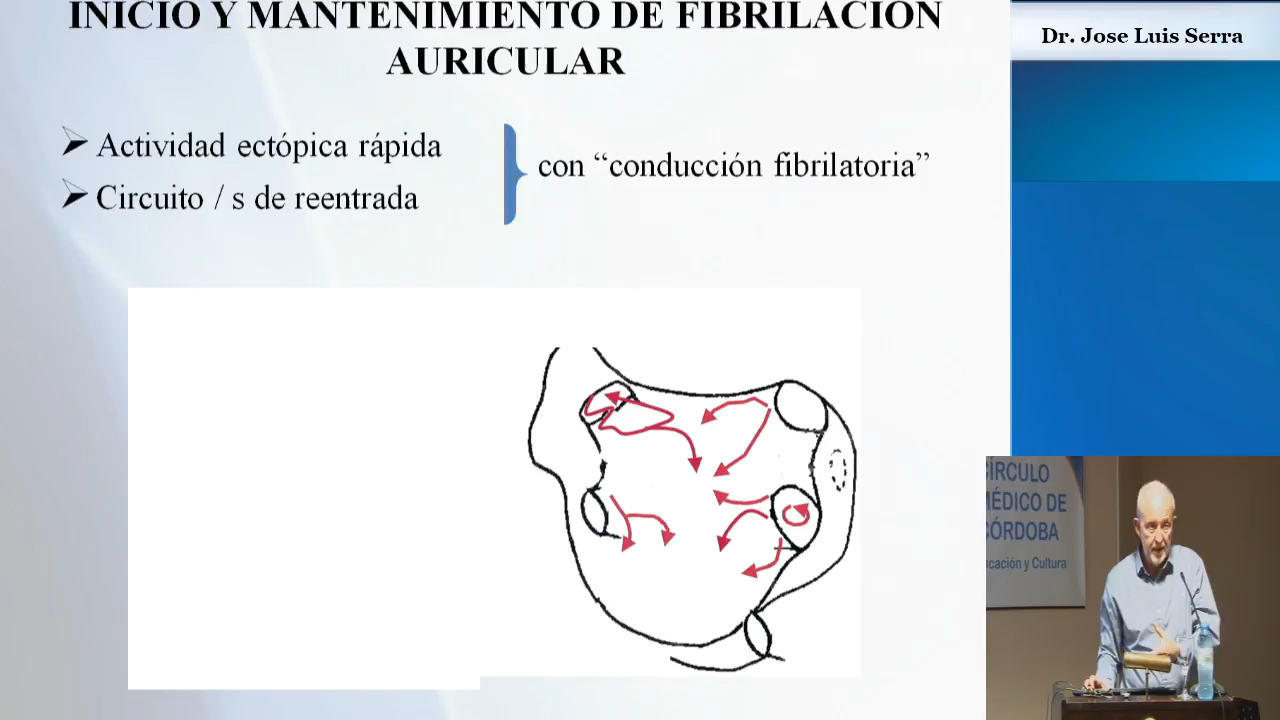 INICIO Y MANTENIMIENTO DE FIBRILACIÓN
AURICULAR
Actividad ectópica rápida
Circuito / s de reentrada
con “conducción fibrilatoria”
Dr. Jose Luis Serra
CÍRCULO
MÉDICO DE
CÓRDOBA
cación y Cultura